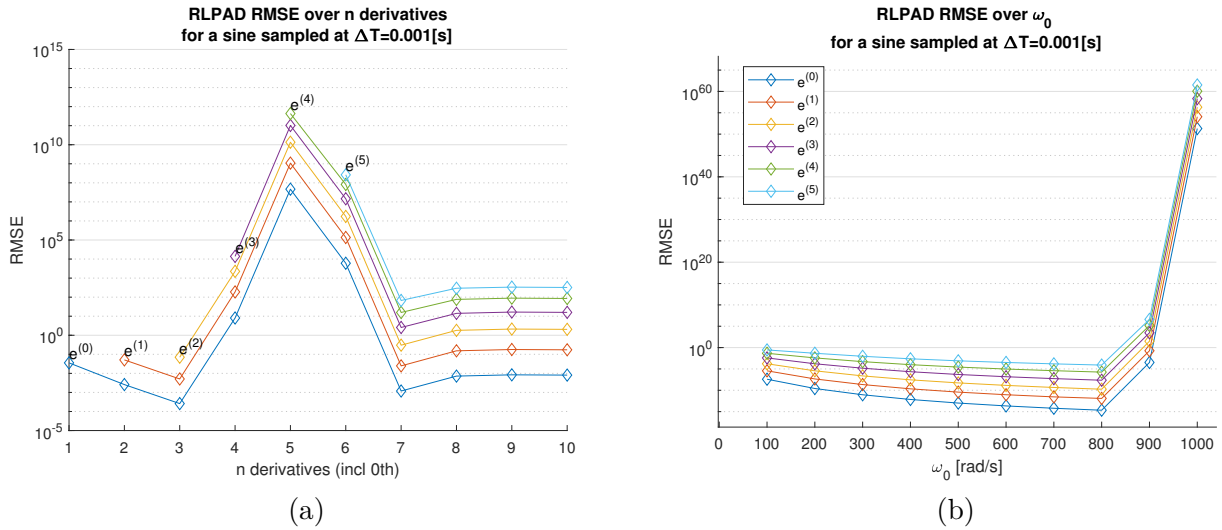 RLPAD RMSE over n derivatives
for a sine sampled at ΔT=0.001[s]
RMSE
10^15
10^10
10^5
10^0
10^-5
e^(0)
e^(1)
e^(2)
e^(3)
e^(4)
e^(5)
1 2 3 4 5 6 7 8 9 10
n derivatives (incl 0th)
(a)
RLPAD RMSE over ω_0
for a sine sampled at ΔT=0.001[s]
RMSE
10^60
10^40
10^20
10^0
e^(0)
e^(1)
e^(2)
e^(3)
e^(4)
e^(5)
0 100 200 300 400 500 600 700 800 900 1000
ω_0 [rad/s]
(b)